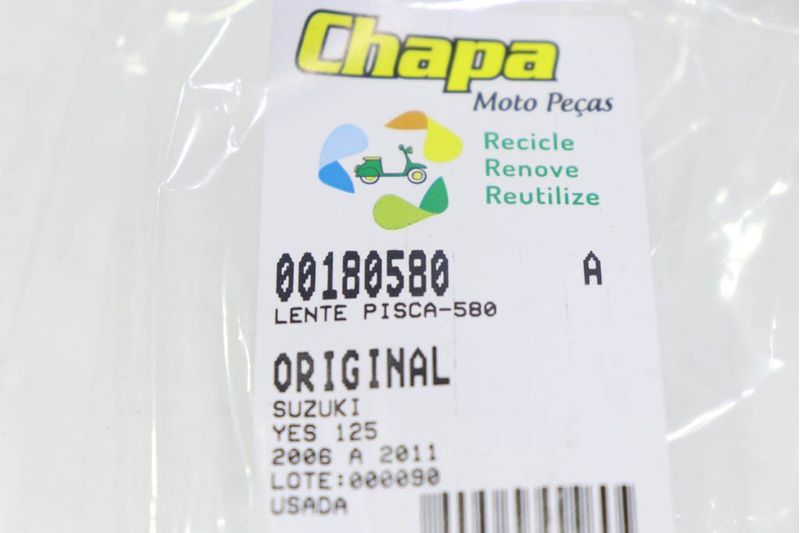 Chapa
Moto Peças
Recicle
Renove
Reutilize
00180580 A
LENTE PISCA-580
ORIGINAL
SUZUKI
YES 125
2006 A 2011
LOTE:000090
USADA